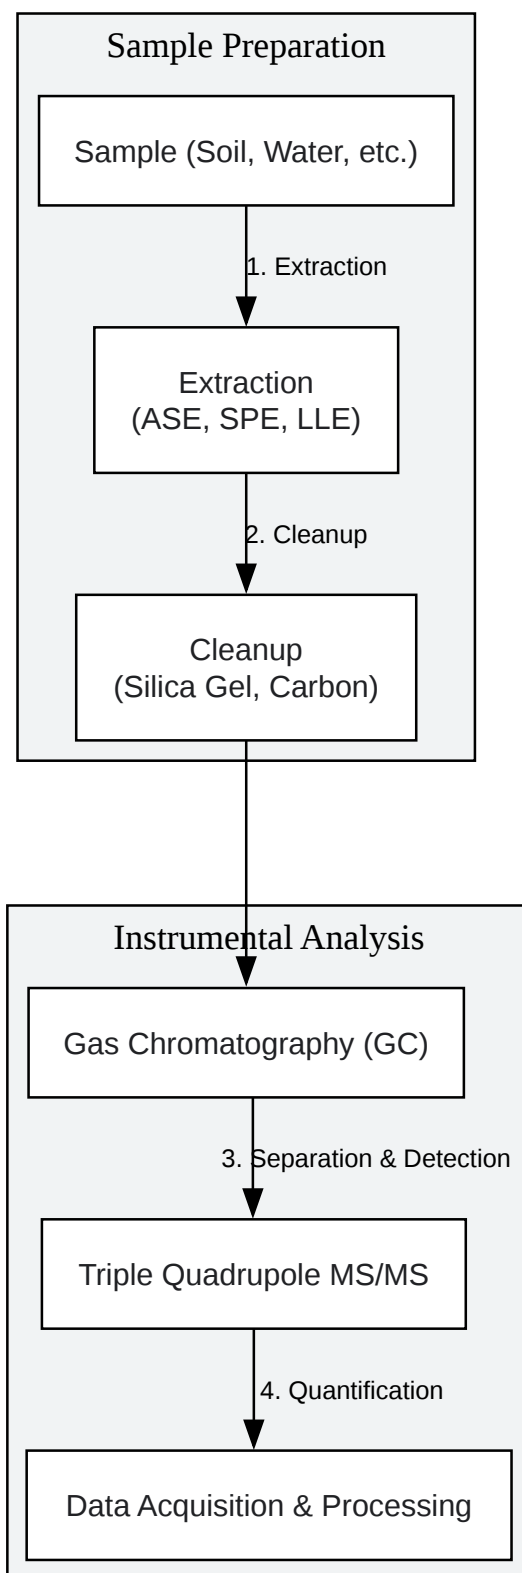 Sample Preparation
Sample (Soil, Water, etc.)
1. Extraction
Extraction
(ASE, SPE, LLE)
2. Cleanup
Cleanup
(Silica Gel, Carbon)
Instrumental Analysis
Gas Chromatography (GC)
3. Separation & Detection
Triple Quadrupole MS/MS
4. Quantification
Data Acquisition & Processing